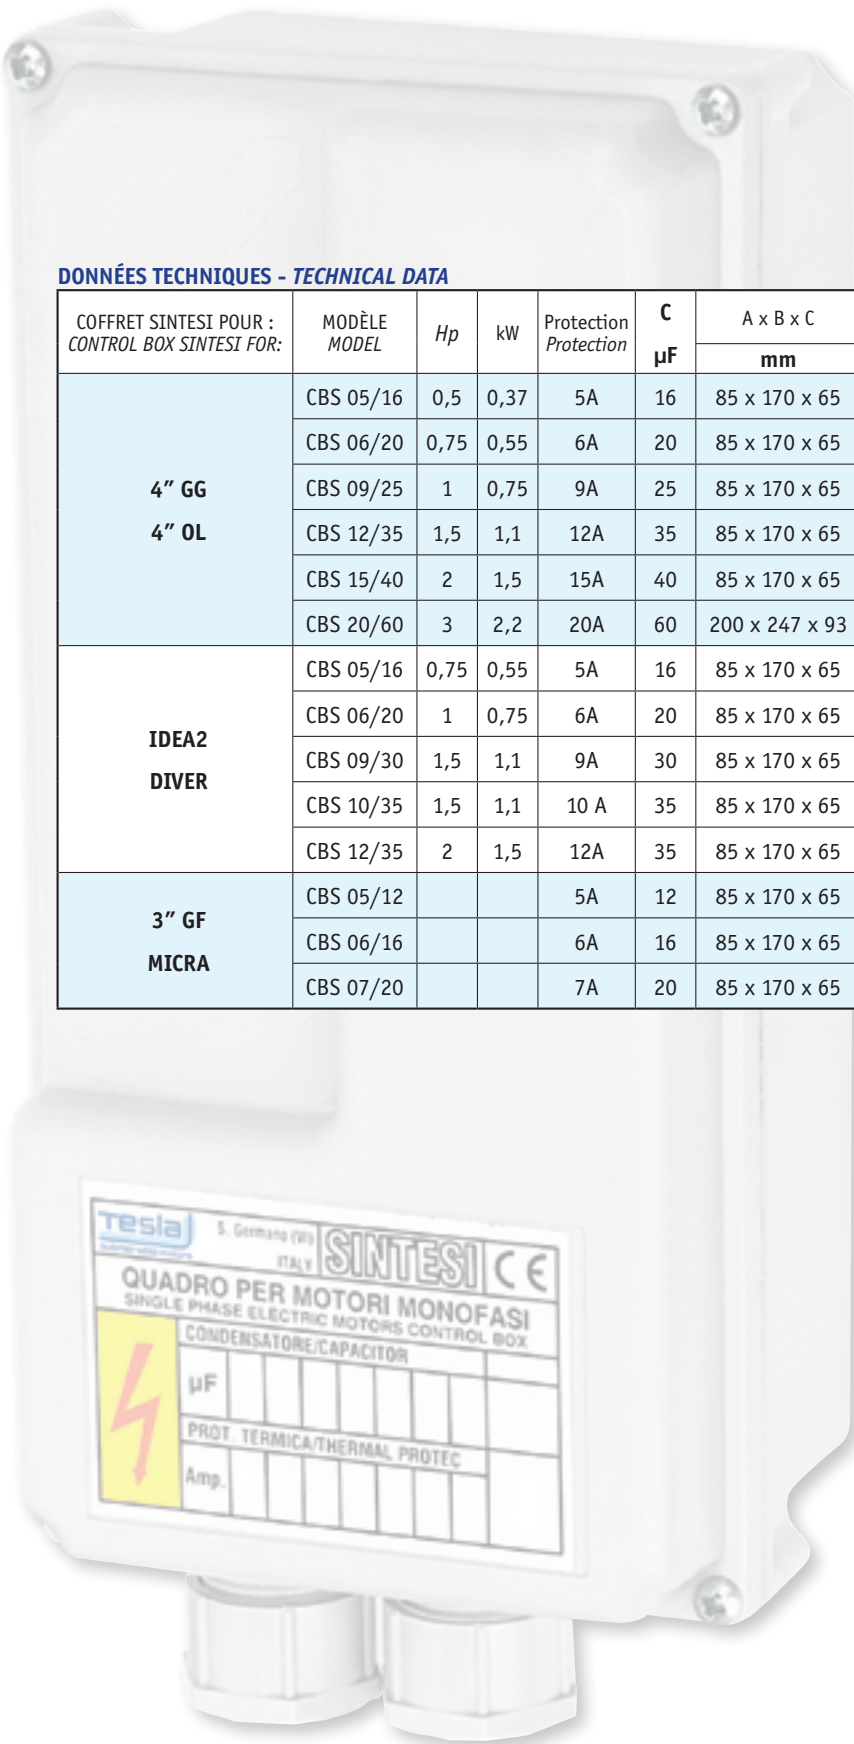 DONNÉES TECHNIQUES - TECHNICAL DATA
COFFRET SINTESI POUR : MODÈLE Hp kW Protection C A x B x C
CONTROL BOX SINTESI FOR: MODEL Protection µF mm
4″ GG
4″ OL
CBS 05/16 0,5 0,37 5A 16 85 x 170 x 65
CBS 06/20 0,75 0,55 6A 20 85 x 170 x 65
CBS 09/25 1 0,75 9A 25 85 x 170 x 65
CBS 12/35 1,5 1,1 12A 35 85 x 170 x 65
CBS 15/40 2 1,5 15A 40 85 x 170 x 65
CBS 20/60 3 2,2 20A 60 200 x 247 x 93
IDEA2
DIVER
CBS 05/16 0,75 0,55 5A 16 85 x 170 x 65
CBS 06/20 1 0,75 6A 20 85 x 170 x 65
CBS 09/30 1,5 1,1 9A 30 85 x 170 x 65
CBS 10/35 1,5 1,1 10 A 35 85 x 170 x 65
CBS 12/35 2 1,5 12A 35 85 x 170 x 65
3″ GF
MICRA
CBS 05/12 5A 12 85 x 170 x 65
CBS 06/16 6A 16 85 x 170 x 65
CBS 07/20 7A 20 85 x 170 x 65
Tesla S. Germano (VI) SINTESI CE
submersible motors ITALY
QUADRO PER MOTORI MONOFASI
SINGLE PHASE ELECTRIC MOTORS CONTROL BOX
CONDENSATORE/CAPACITOR
µF
PROT. TERMICA/THERMAL PROTEC
Amp.